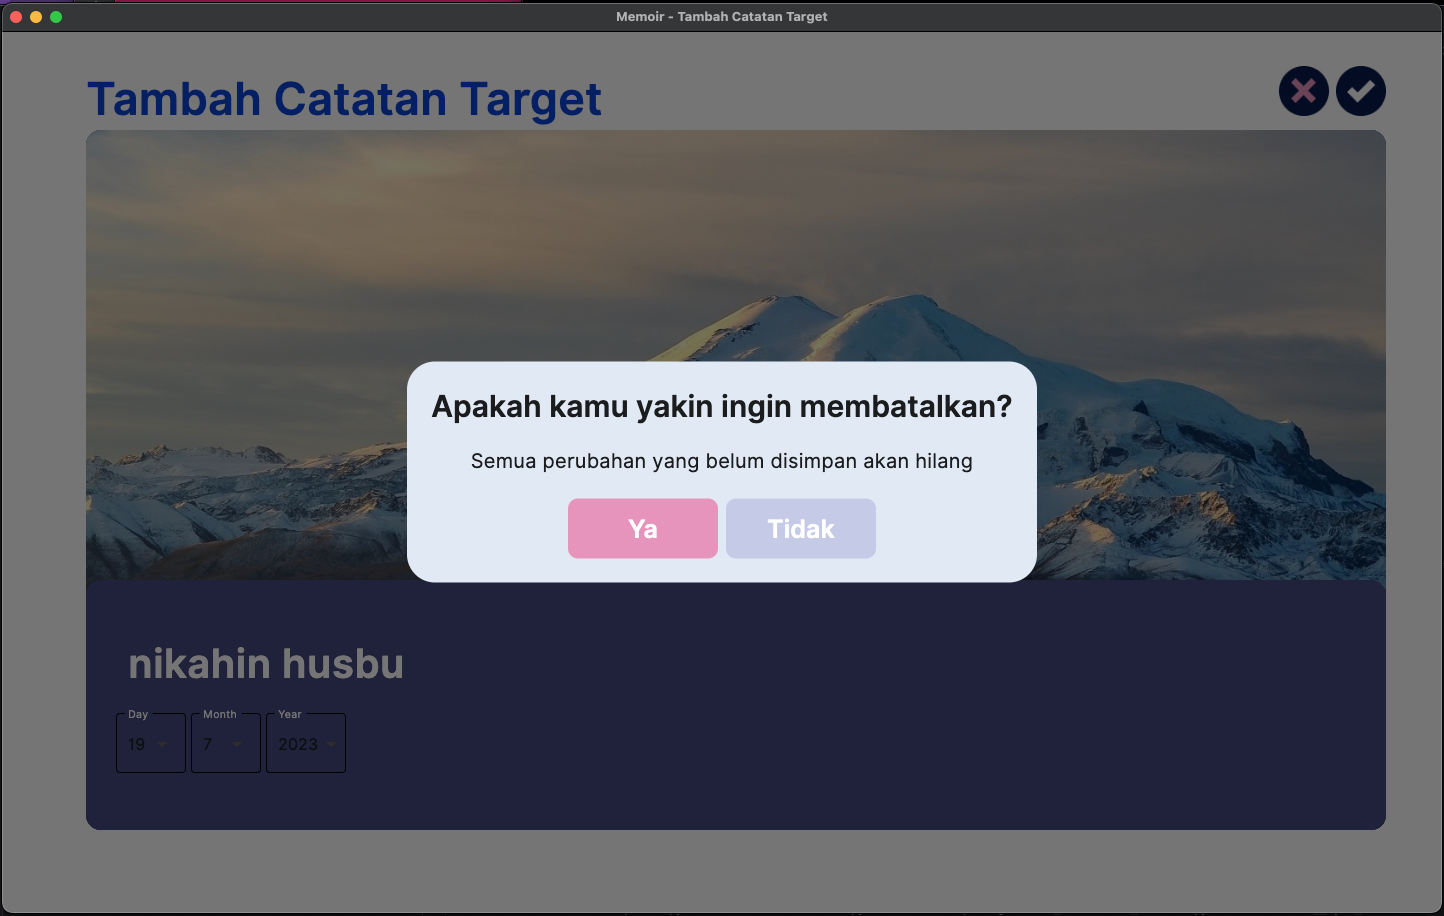 Memoir - Tambah Catatan Target
Tambah Catatan Target
Apakah kamu yakin ingin membatalkan?
Semua perubahan yang belum disimpan akan hilang
Ya Tidak
nikahin husbu
Day Month Year
19 7 2023